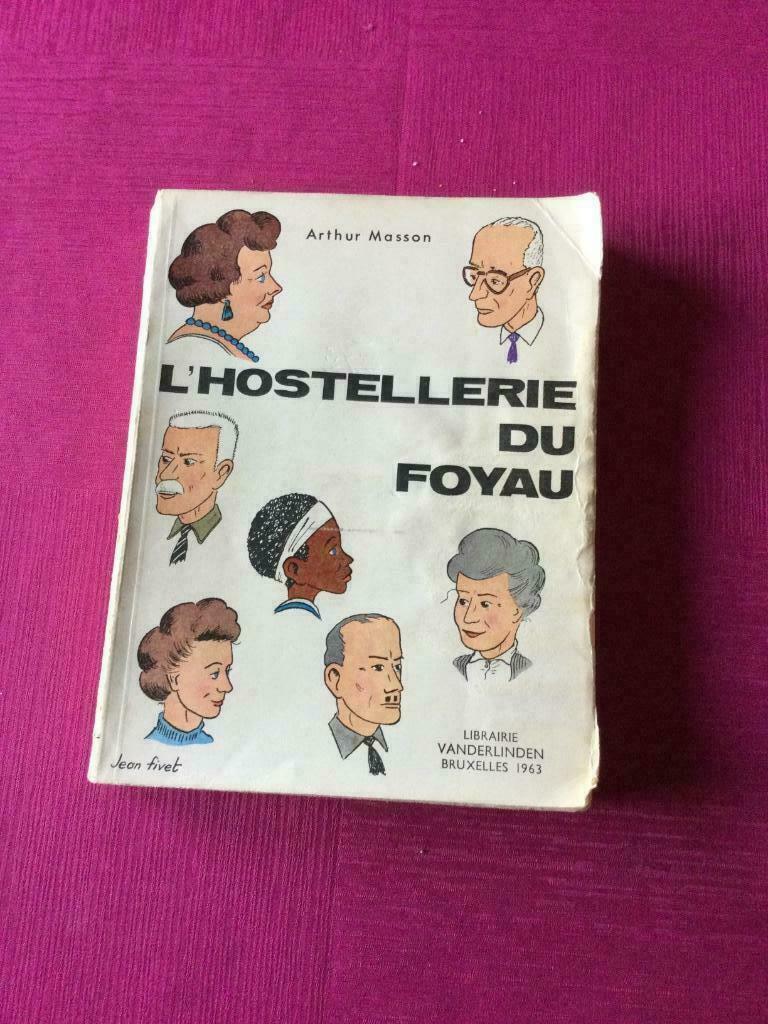 Arthur Masson
L'HOSTELLERIE
DU
FOYAU
LIBRAIRIE
VANDERLINDEN
BRUXELLES 1963
Jean fivet